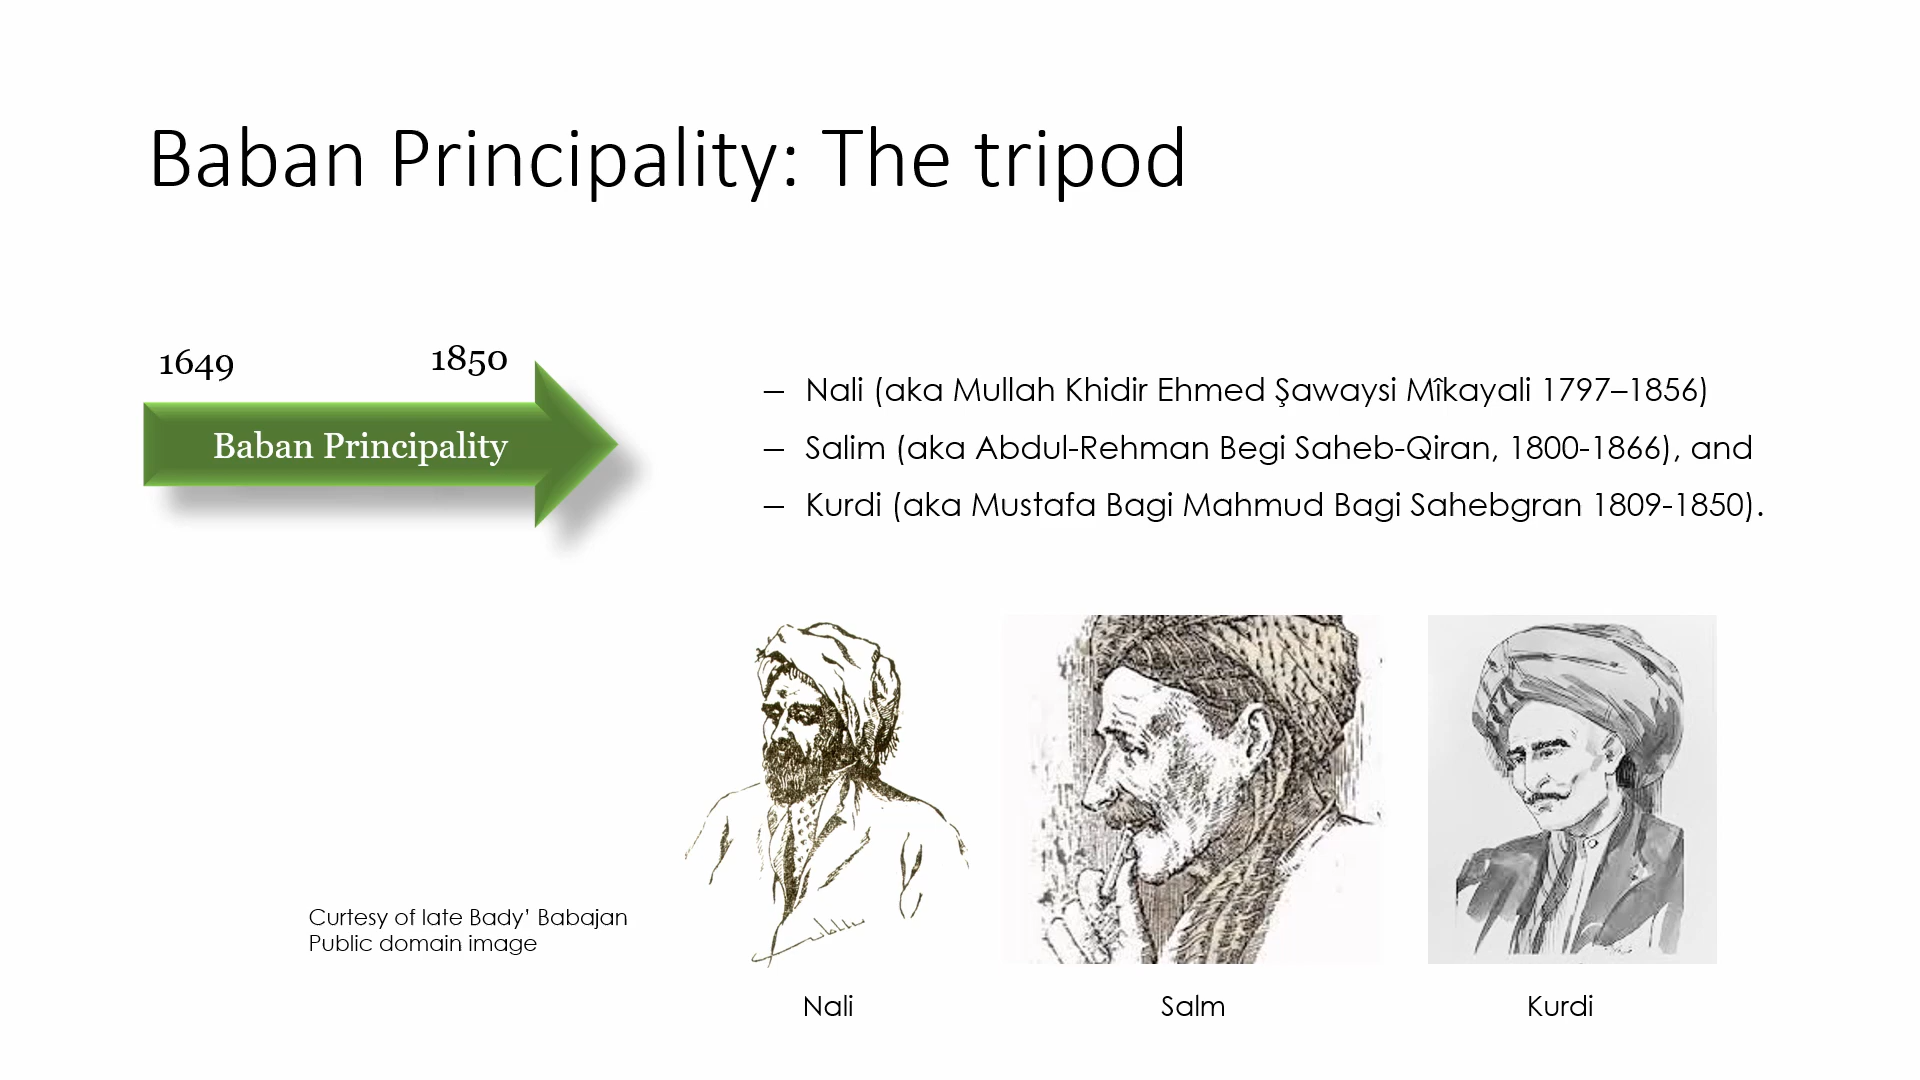 Baban Principality: The tripod
1649
1850
Baban Principality
– Nali (aka Mullah Khidir Ehmed Şawaysi Mîkayali 1797–1856)
– Salim (aka Abdul-Rehman Begi Saheb-Qiran, 1800-1866), and
– Kurdi (aka Mustafa Bagi Mahmud Bagi Sahebgran 1809-1850).
Curtesy of late Bady’ Babajan
Public domain image
Nali
Salm
Kurdi